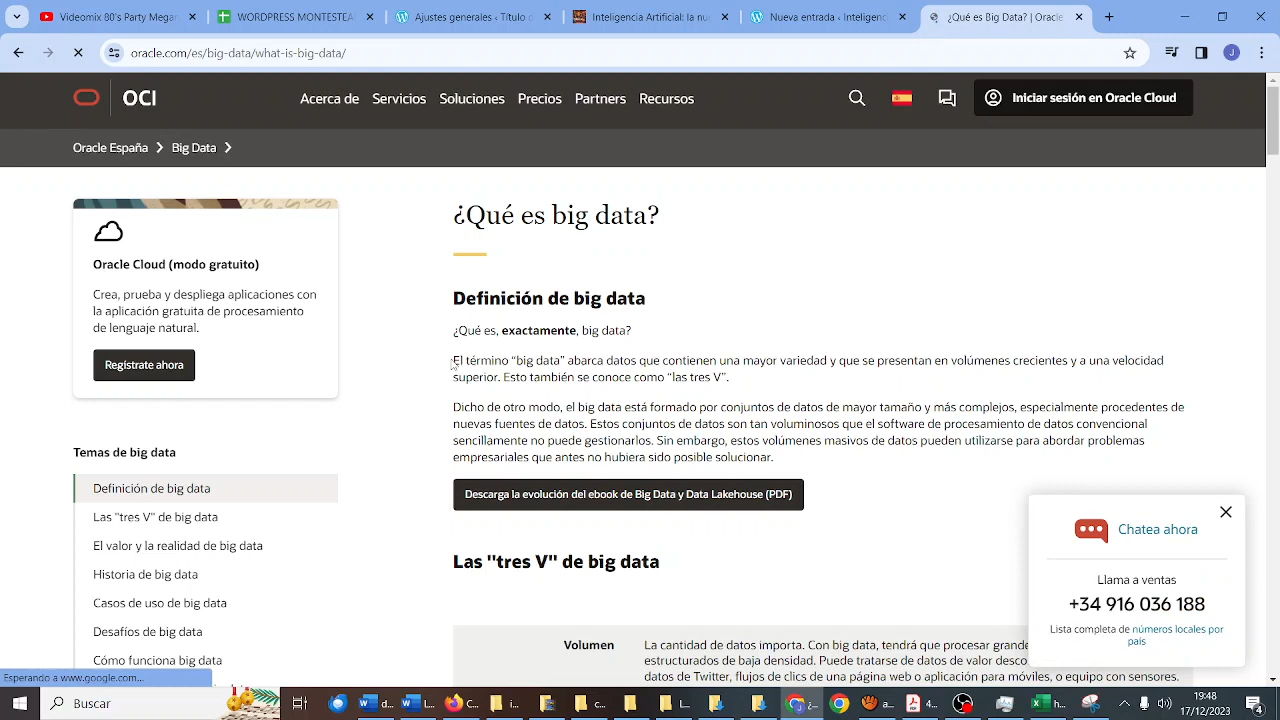 80's Videos? Party Megam
WORDPRESS MONTESTEA
Ajustes generales ‹ Título d
Inteligencia Artificial: la nu
Nueva entrada ‹ Inteligenc
¿Qué es Big Data? | Oracle
oracle.com/es/big-data/what-is-big-data/
J
OCI
Acerca de Servicios Soluciones Precios Partners Recursos
Iniciar sesión en Oracle Cloud
Oracle España > Big Data >
¿Qué es big data?
Oracle Cloud (modo gratuito)
Crea, prueba y despliega aplicaciones con
la aplicación gratuita de procesamiento
de lenguaje natural.
Regístrate ahora
Temas de big data
Definición de big data
Las "tres V" de big data
El valor y la realidad de big data
Historia de big data
Casos de uso de big data
Desafíos de big data
Cómo funciona big data
Definición de big data
¿Qué es, exactamente, big data?
El término “big data” abarca datos que contienen una mayor variedad y que se presentan en volúmenes crecientes y a una velocidad
superior. Esto también se conoce como “las tres V”.
Dicho de otro modo, el big data está formado por conjuntos de datos de mayor tamaño y más complejos, especialmente procedentes de
nuevas fuentes de datos. Estos conjuntos de datos son tan voluminosos que el software de procesamiento de datos convencional
sencillamente no puede gestionarlos. Sin embargo, estos volúmenes masivos de datos pueden utilizarse para abordar problemas
empresariales que antes no hubiera sido posible solucionar.
Descarga la evolución del ebook de Big Data y Data Lakehouse (PDF)
Las "tres V" de big data
Volumen
La cantidad de datos importa. Con big data, tendrá que procesar grande
estructurados de baja densidad. Puede tratarse de datos de valor desco
datos de Twitter, flujos de clics de una página web o aplicación para móviles, o equipo con sensores.
Chatea ahora
Llama a ventas
+34 916 036 188
Lista completa de números locales por
país
Esperando a www.google.com...
Buscar
d...
d...
f...
c...
L...
¿...
a...
p...
c...
19:48
17/12/2023